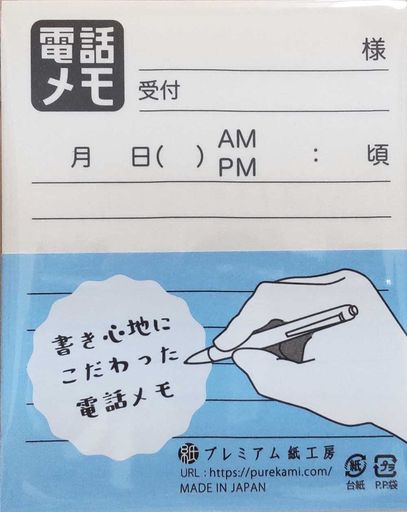 電話
メモ
様
受付
月 日( ) AM
PM : 頃
書き心地に
こだわった
電話メモ
紙 プレミアム紙工房
URL : https://purekami.com/
MADE IN JAPAN
紙 プラ
台紙 P.P.袋